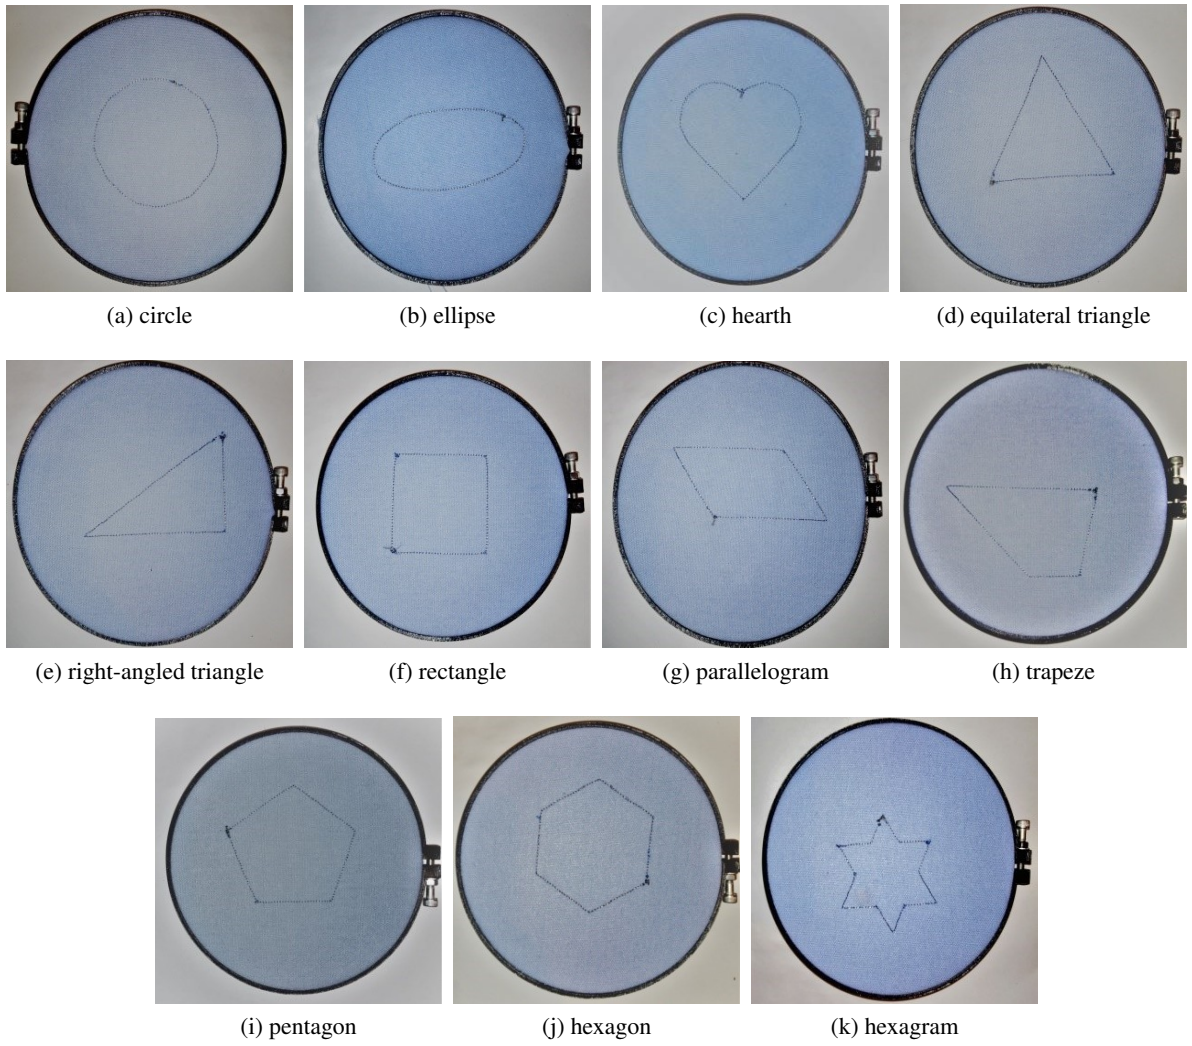 (a) circle
(b) ellipse
(c) hearth
(d) equilateral triangle
(e) right-angled triangle
(f) rectangle
(g) parallelogram
(h) trapeze
(i) pentagon
(j) hexagon
(k) hexagram